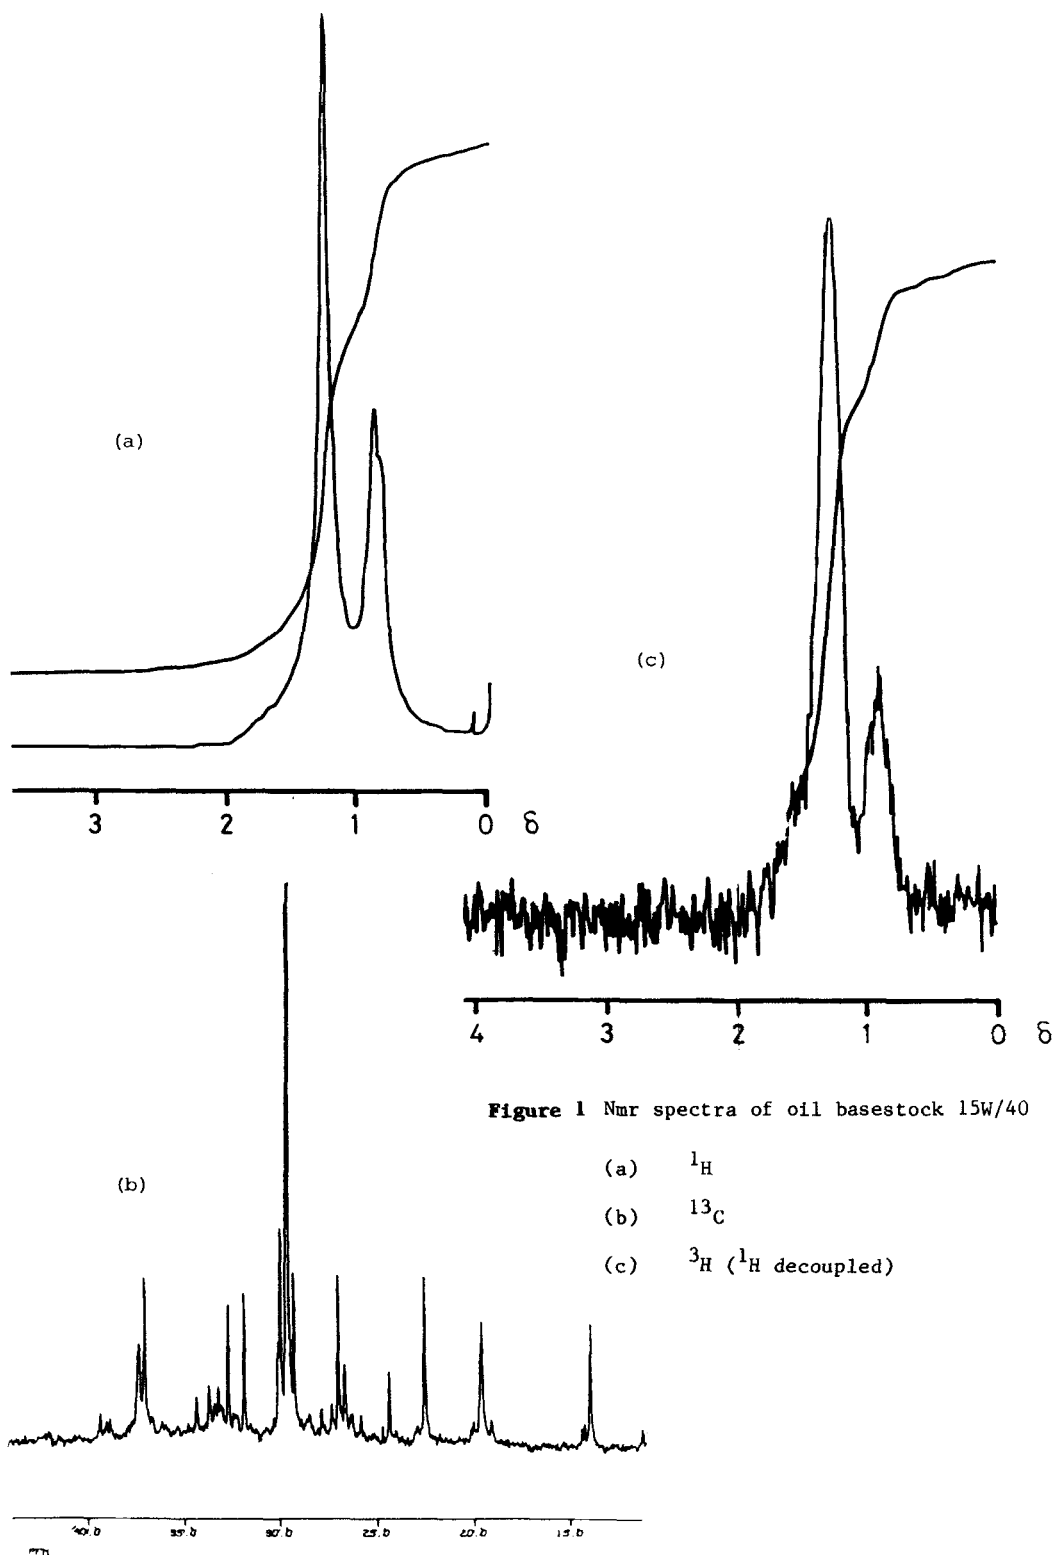 (a)
3 2 1 0 δ
(c)
4 3 2 1 0 δ
Figure 1 Nmr spectra of oil basestock 15W/40
(a) ¹H
(b) ¹³C
(c) ³H (¹H decoupled)
(b)
40.0 35.0 30.0 25.0 20.0 15.0